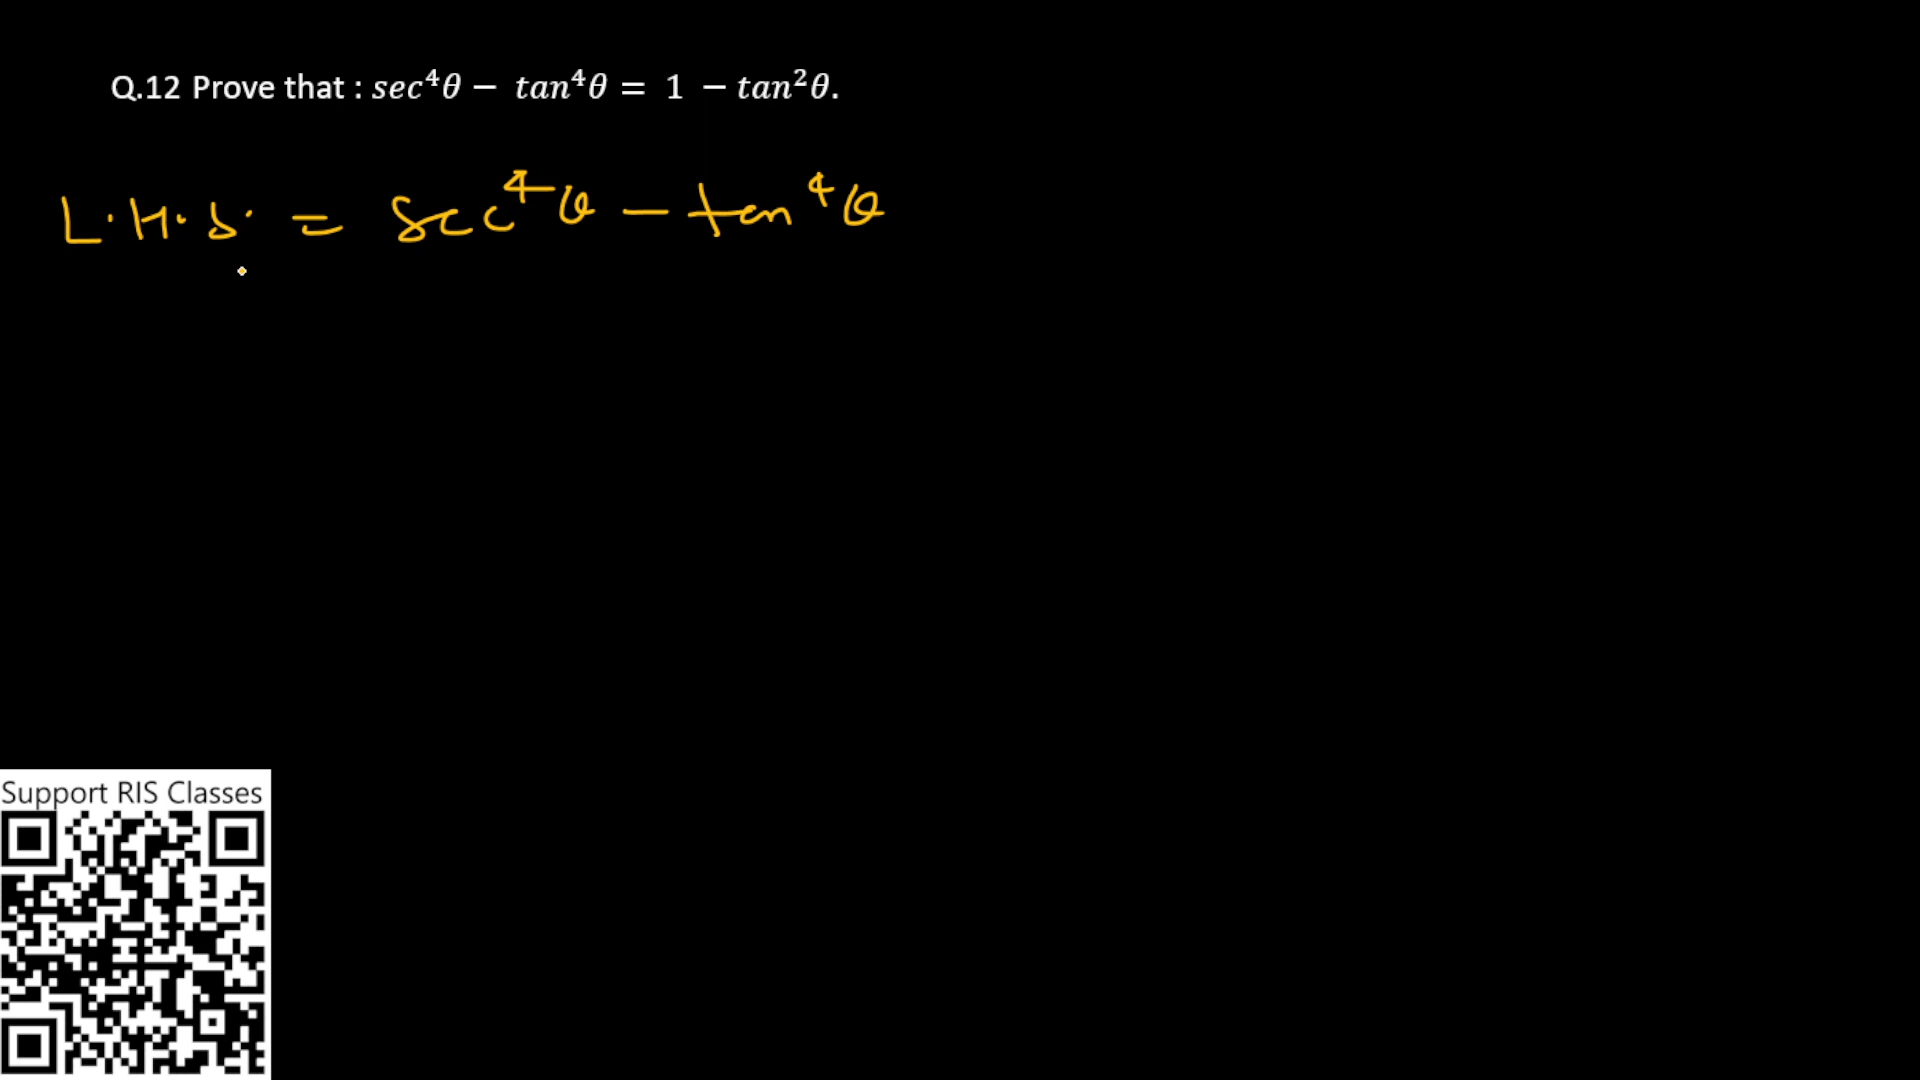 Q.12 Prove that : sec⁴θ − tan⁴θ = 1 − tan²θ.
L.H.S. = sec⁴θ − tan⁴θ
Support RIS Classes